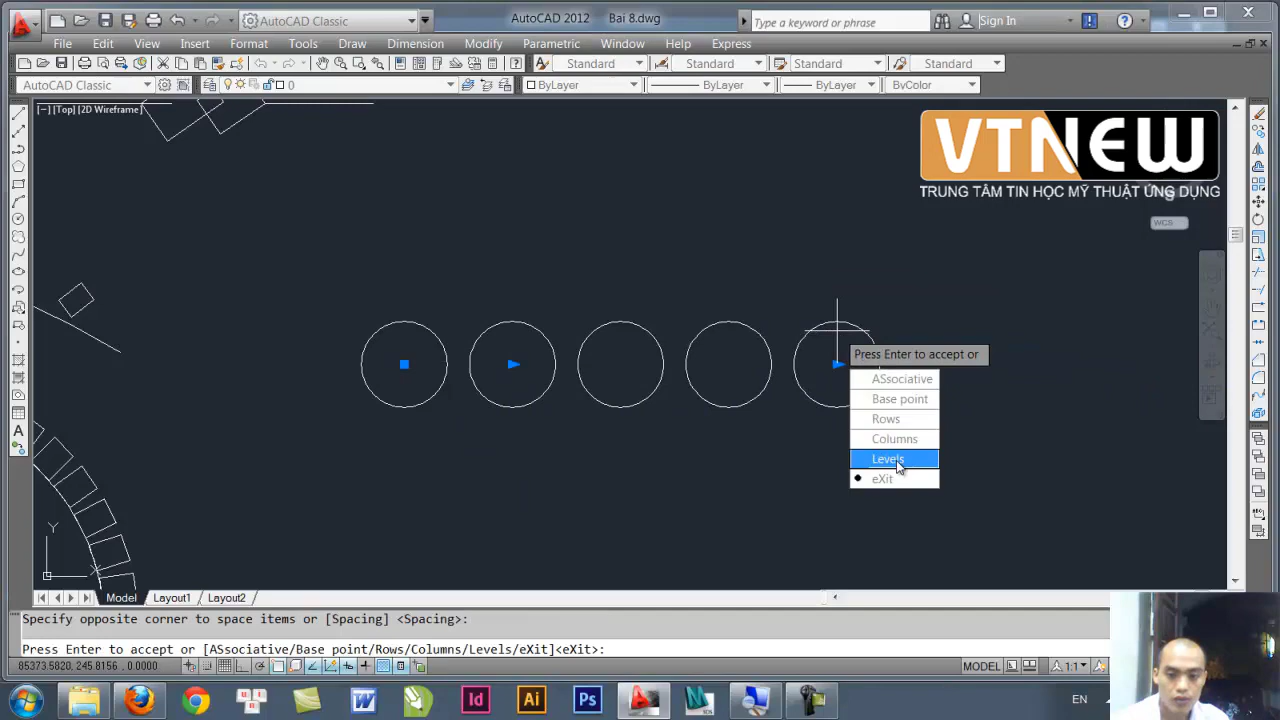 AutoCAD Classic
AutoCAD 2012 Bai 8.dwg
Type a keyword or phrase
Sign In
File Edit View Insert Format Tools Draw Dimension Modify Parametric Window Help Express
Standard Standard Standard Standard
AutoCAD Classic 0 ByLayer ByLayer ByLayer ByColor
[−] [Top] [2D Wireframe]
VTNEW
TRUNG TÂM TIN HỌC MỸ THUẬT ỨNG DỤNG
WCS
Press Enter to accept or
ASsociative
Base point
Rows
Columns
Levels
eXit
Y
X
Model Layout1 Layout2
Specify opposite corner to space items or [Spacing] <Spacing>:
Press Enter to accept or [ASsociative/Base point/Rows/Columns/Levels/eXit]<eXit>:
85373.5820, 245.8156, 0.0000 MODEL 1:1
Id Ai Ps EN